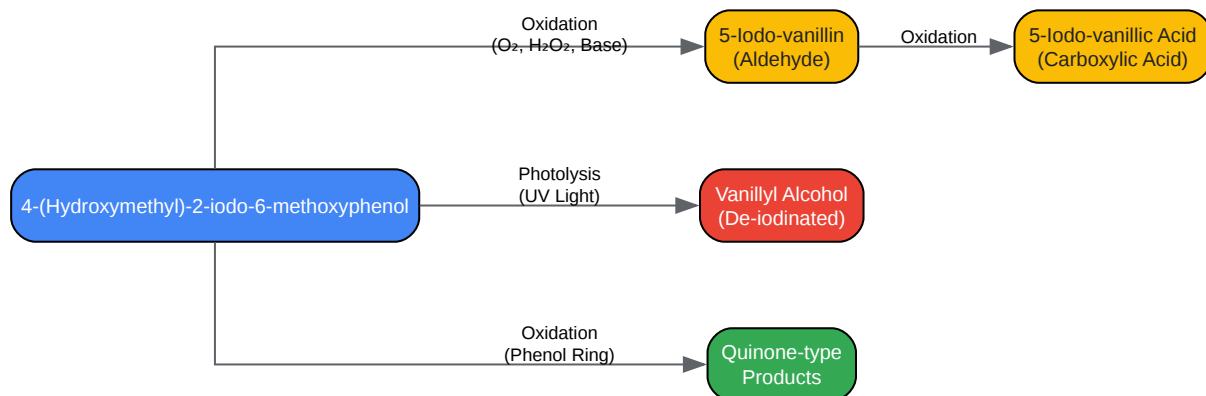 Oxidation
(O₂, H₂O₂, Base)
5-Iodo-vanillin
(Aldehyde)
Oxidation
5-Iodo-vanillic Acid
(Carboxylic Acid)
4-(Hydroxymethyl)-2-iodo-6-methoxyphenol
Photolysis
(UV Light)
Vanillyl Alcohol
(De-iodinated)
Oxidation
(Phenol Ring)
Quinone-type
Products